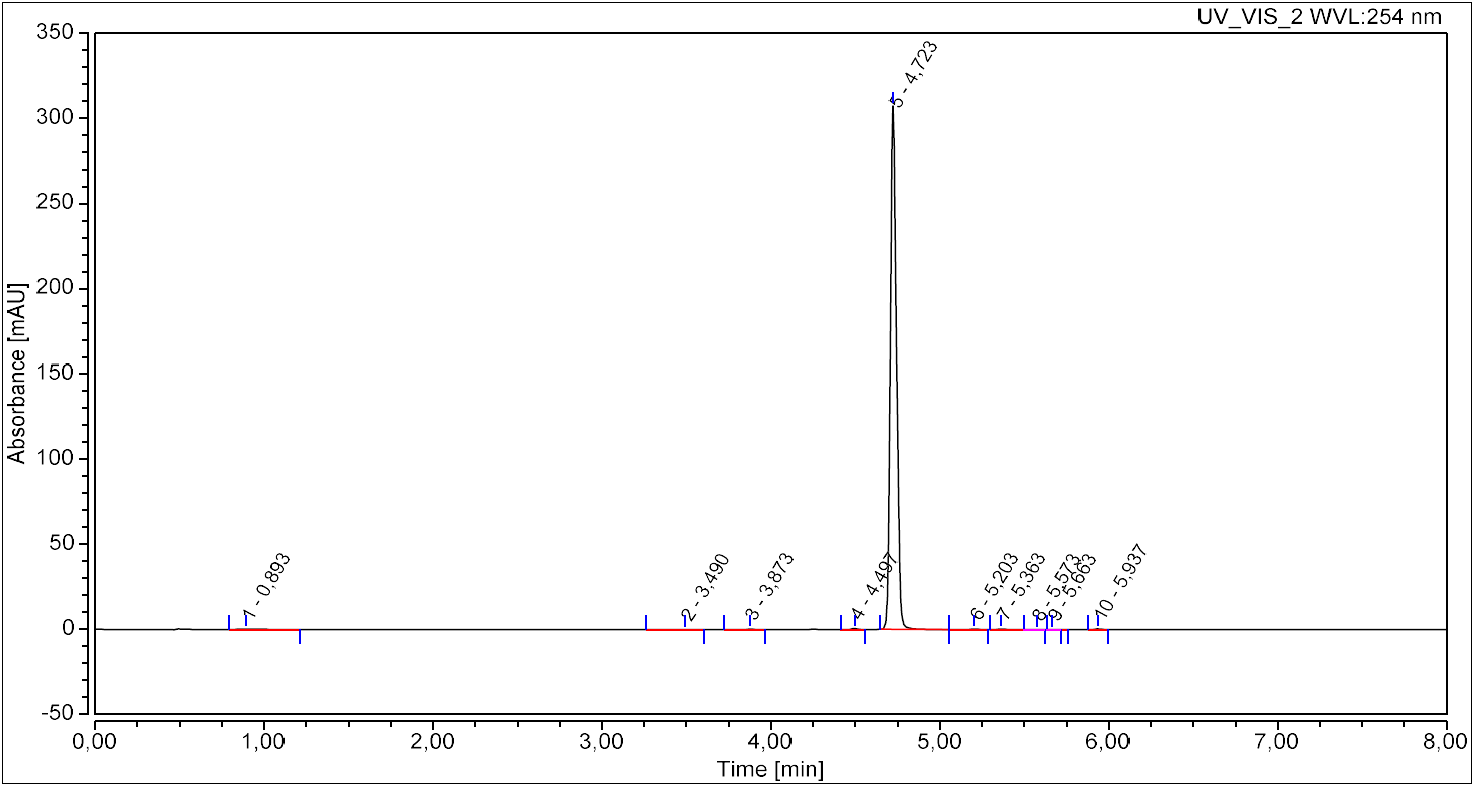 UV_VIS_2 WVL:254 nm
Absorbance [mAU]
350
300
250
200
150
100
50
0
-50
1 - 0,893
2 - 3,490
3 - 3,873
4 - 4,497
5 - 4,723
6 - 5,203
7 - 5,363
8 - 5,573
9 - 5,663
10 - 5,937
0,00 1,00 2,00 3,00 4,00 5,00 6,00 7,00 8,00
Time [min]